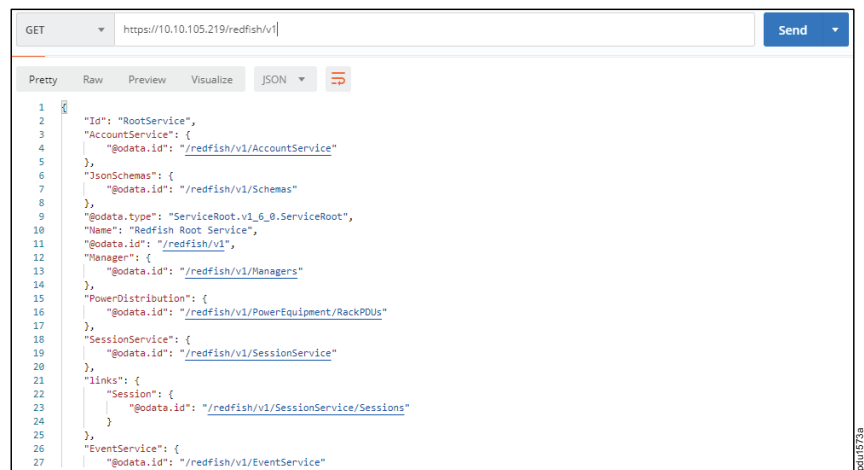 GET https://10.10.105.219/redfish/v1 Send
Pretty Raw Preview Visualize JSON
1 {
2 "Id": "RootService",
3 "AccountService": {
4 "@odata.id": "/redfish/v1/AccountService"
5 },
6 "JsonSchemas": {
7 "@odata.id": "/redfish/v1/Schemas"
8 },
9 "@odata.type": "ServiceRoot.v1_6_0.ServiceRoot",
10 "Name": "Redfish Root Service",
11 "@odata.id": "/redfish/v1",
12 "Manager": {
13 "@odata.id": "/redfish/v1/Managers"
14 },
15 "PowerDistribution": {
16 "@odata.id": "/redfish/v1/PowerEquipment/RackPDUs"
17 },
18 "SessionService": {
19 "@odata.id": "/redfish/v1/SessionService"
20 },
21 "links": {
22 "Session": {
23 "@odata.id": "/redfish/v1/SessionService/Sessions"
24 }
25 },
26 "EventService": {
27 "@odata.id": "/redfish/v1/EventService"
pdu1573a